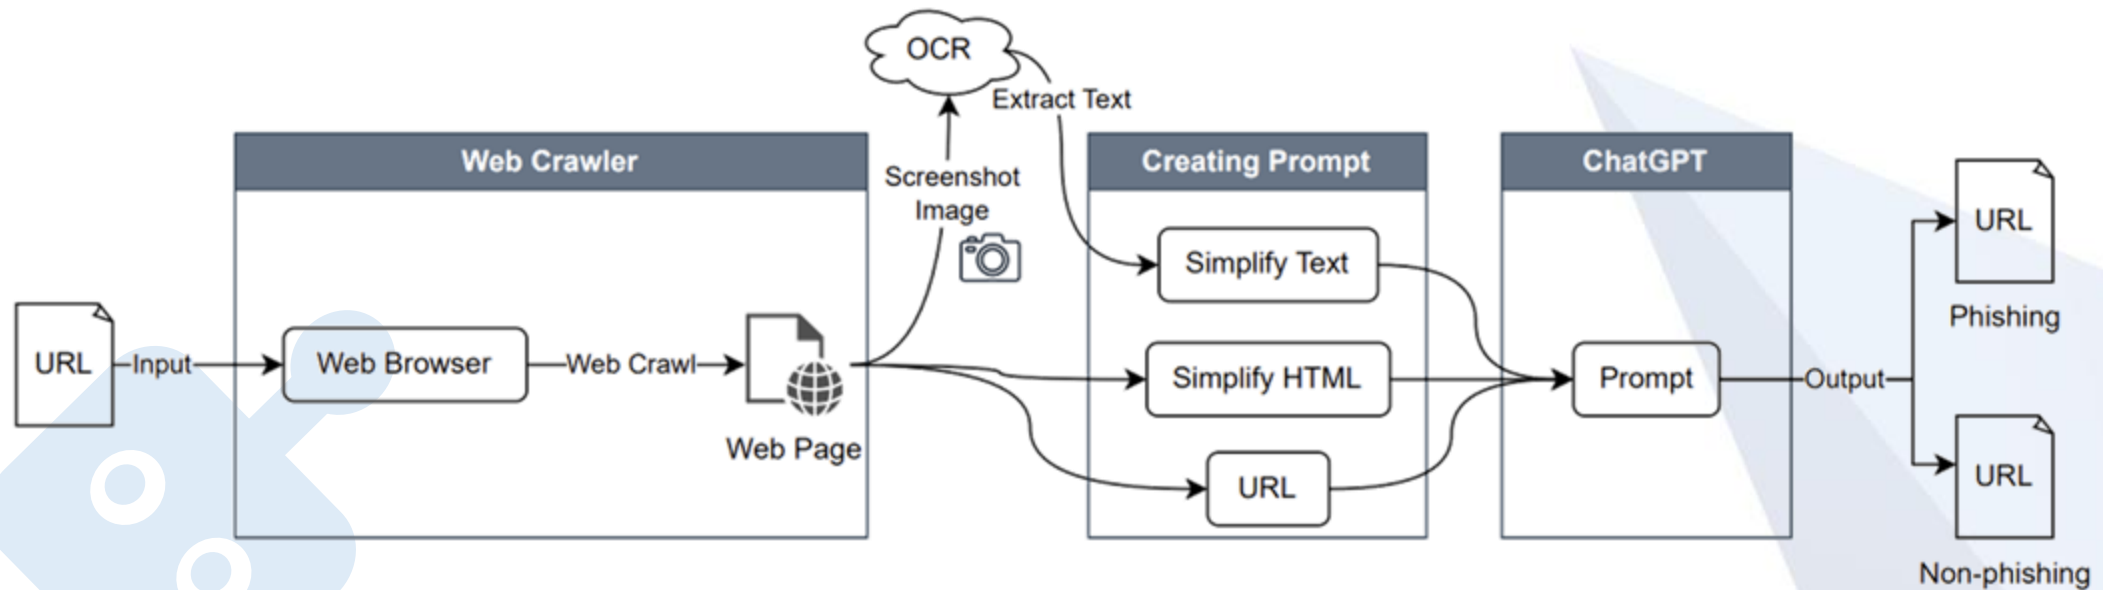 OCR
Extract Text
Web Crawler
Creating Prompt
ChatGPT
Screenshot
Image
URL
Input
Web Browser
Web Crawl
Web Page
Simplify Text
Simplify HTML
URL
Prompt
Output
URL
Phishing
URL
Non-phishing